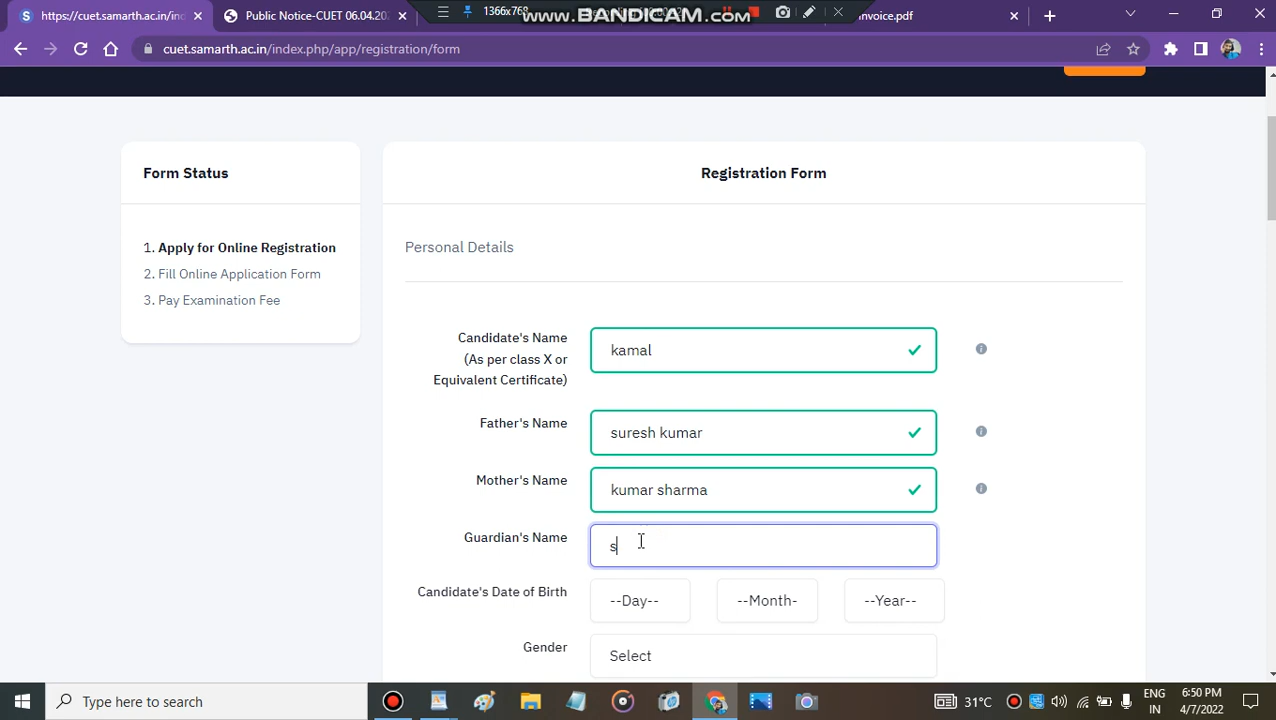 https://cuet.samarth.ac.in/in
Public Notice-CUET 06.04.202
1366x768
www.BANDICAM.com
invoice.pdf
cuet.samarth.ac.in/index.php/app/registration/form
Form Status
1. Apply for Online Registration
2. Fill Online Application Form
3. Pay Examination Fee
Registration Form
Personal Details
Candidate's Name
(As per class X or
Equivalent Certificate)
kamal
Father's Name
suresh kumar
Mother's Name
kumar sharma
Guardian's Name
s
Candidate's Date of Birth
--Day--
--Month-
--Year--
Gender
Select
Type here to search
31°C
ENG
IN
6:50 PM
4/7/2022